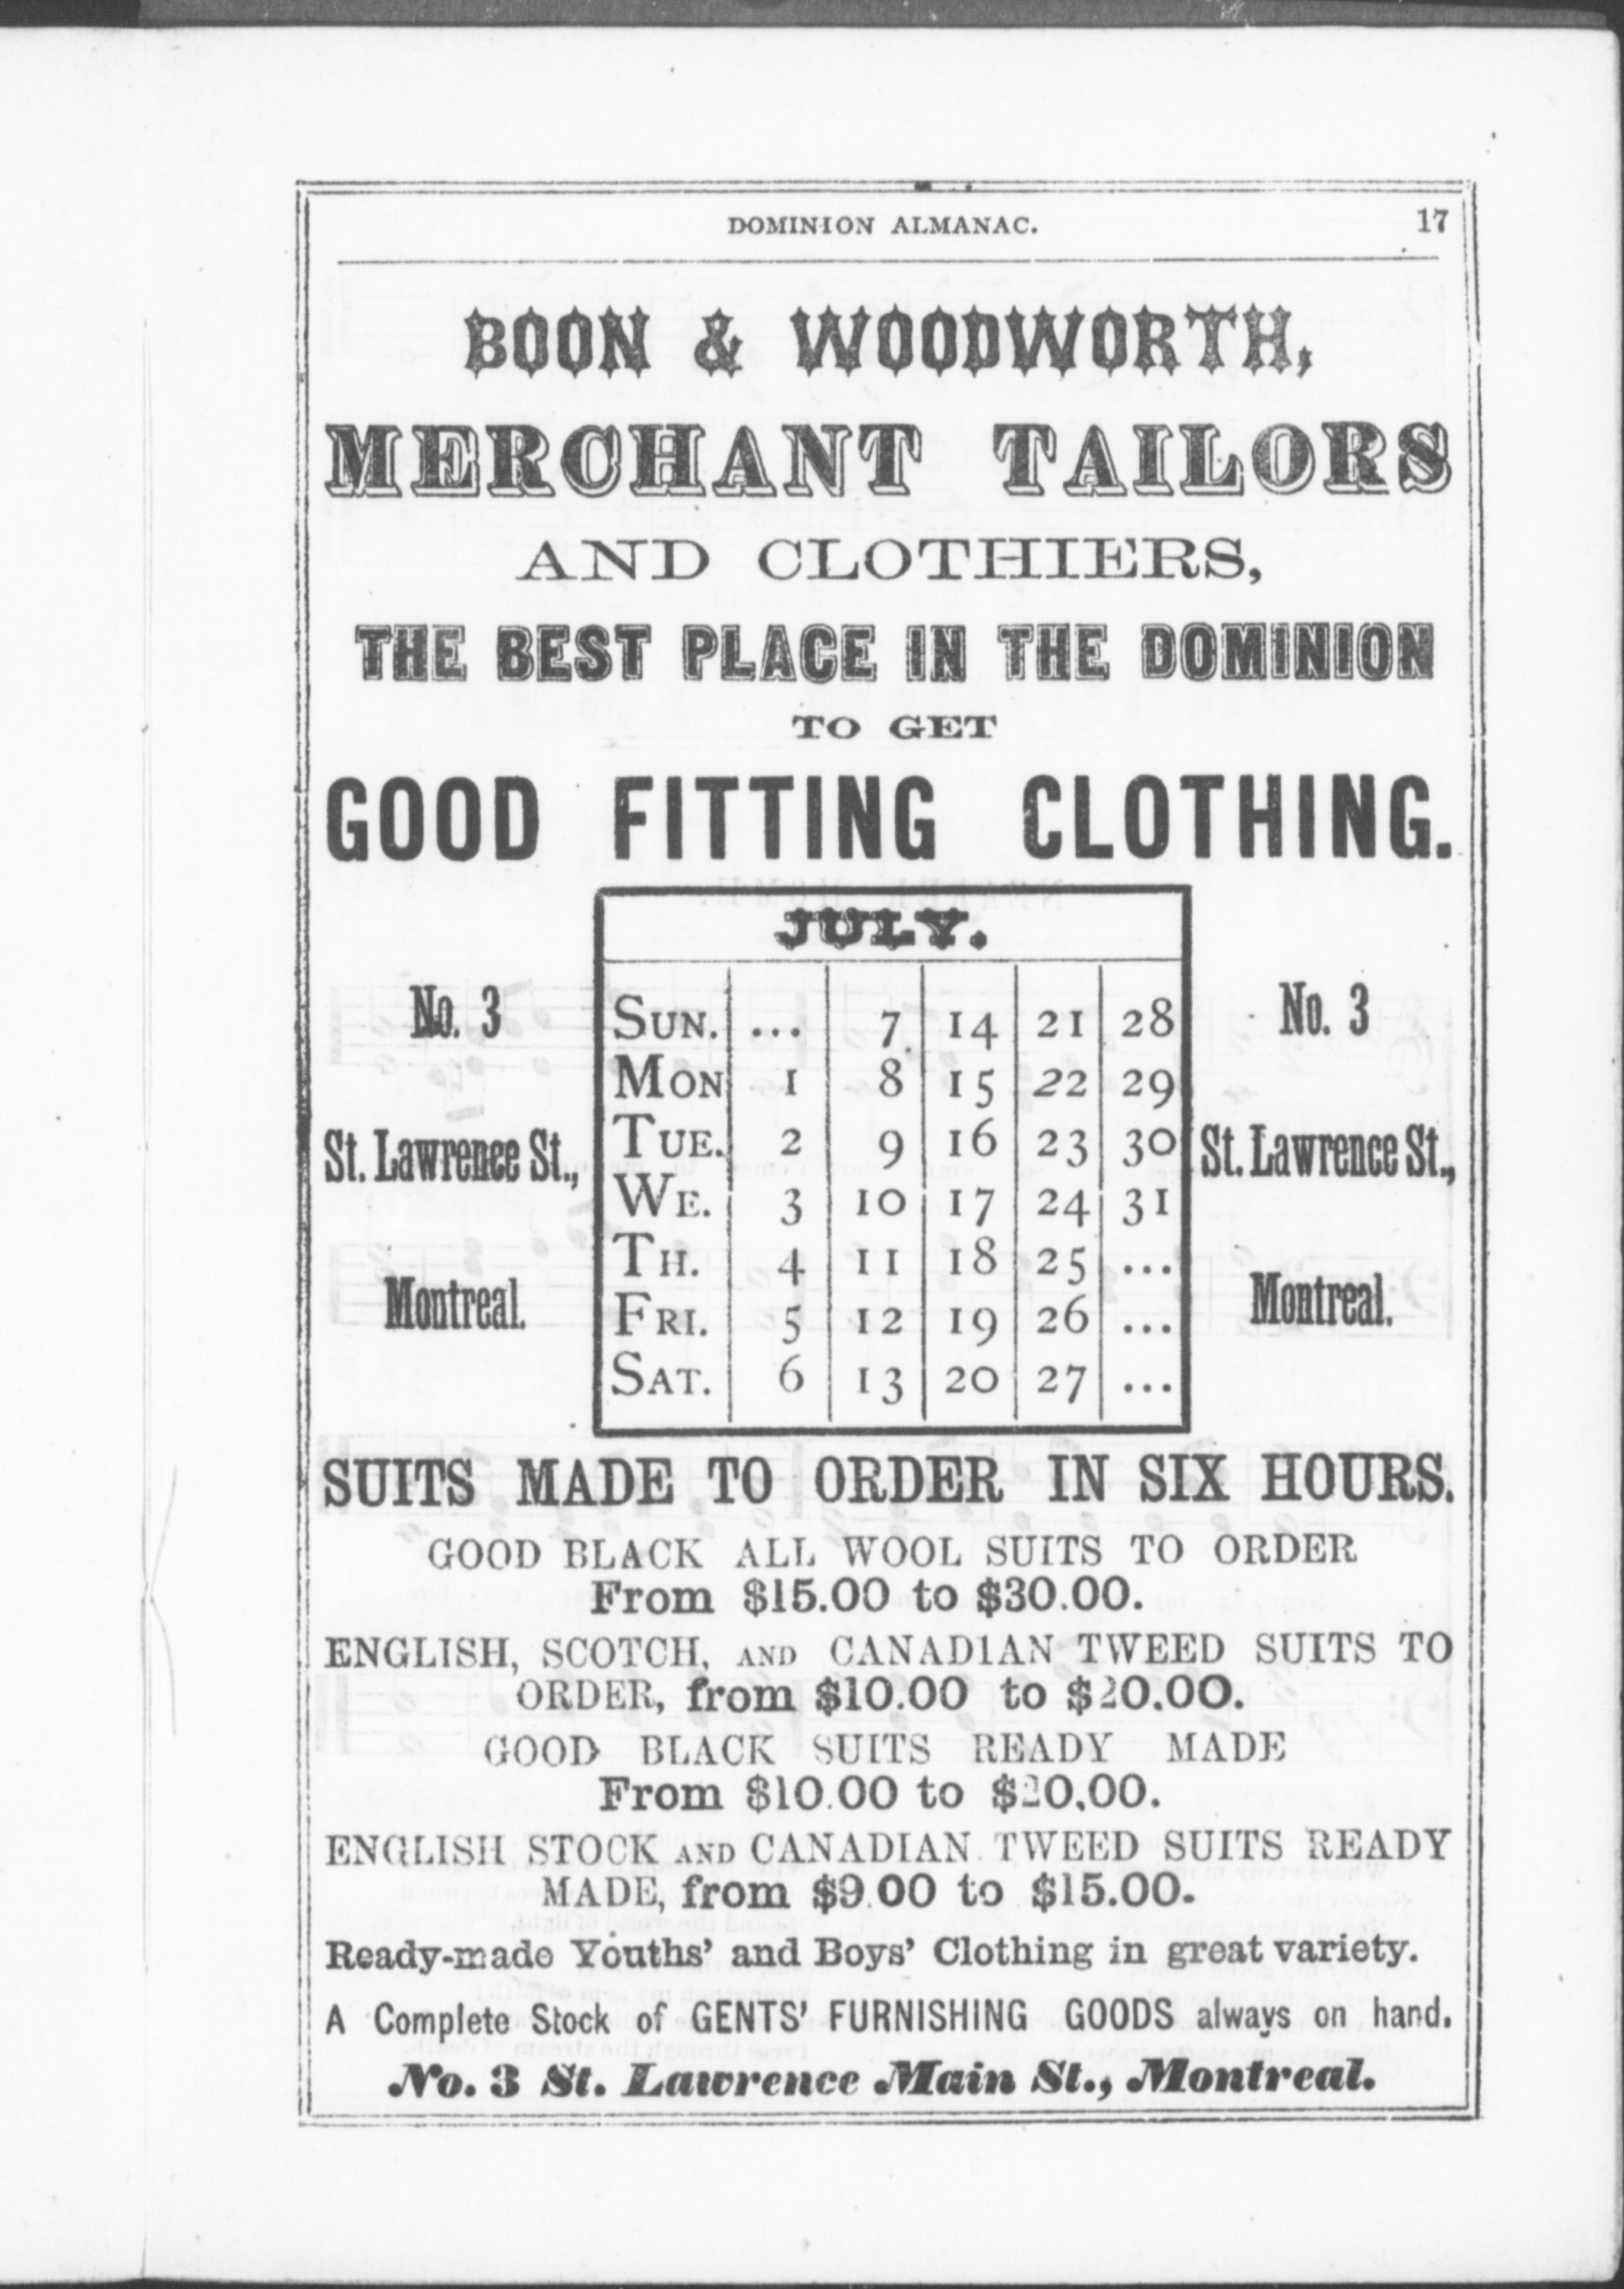 DOMINION ALMANAC. 17
BOON & WOODWORTH,
MERCHANT TAILORS
AND CLOTHIERS,
THE BEST PLACE IN THE DOMINION
TO GET
GOOD FITTING CLOTHING.
No. 3
St. Lawrence St.,
Montreal.
JULY.
SUN. ... 7 14 21 28
MON 1 8 15 22 29
TUE. 2 9 16 23 30
WE. 3 10 17 24 31
TH. 4 11 18 25 ...
FRI. 5 12 19 26 ...
SAT. 6 13 20 27 ...
No. 3
St. Lawrence St.,
Montreal.
SUITS MADE TO ORDER IN SIX HOURS.
GOOD BLACK ALL WOOL SUITS TO ORDER
From $15.00 to $30.00.
ENGLISH, SCOTCH, AND CANADIAN TWEED SUITS TO
ORDER, from $10.00 to $20.00.
GOOD BLACK SUITS READY MADE
From $10.00 to $20.00.
ENGLISH STOCK AND CANADIAN TWEED SUITS READY
MADE, from $9.00 to $15.00.
Ready-made Youths' and Boys' Clothing in great variety.
A Complete Stock of GENTS' FURNISHING GOODS always on hand.
No. 3 St. Lawrence Main St., Montreal.